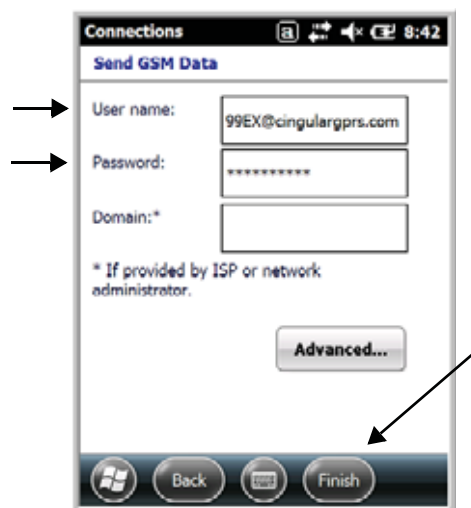 Connections a 8:42
Send GSM Data
User name: 99EX@cingulargprs.com
Password: **********
Domain:*
* If provided by ISP or network
administrator.
Advanced...
Back Finish